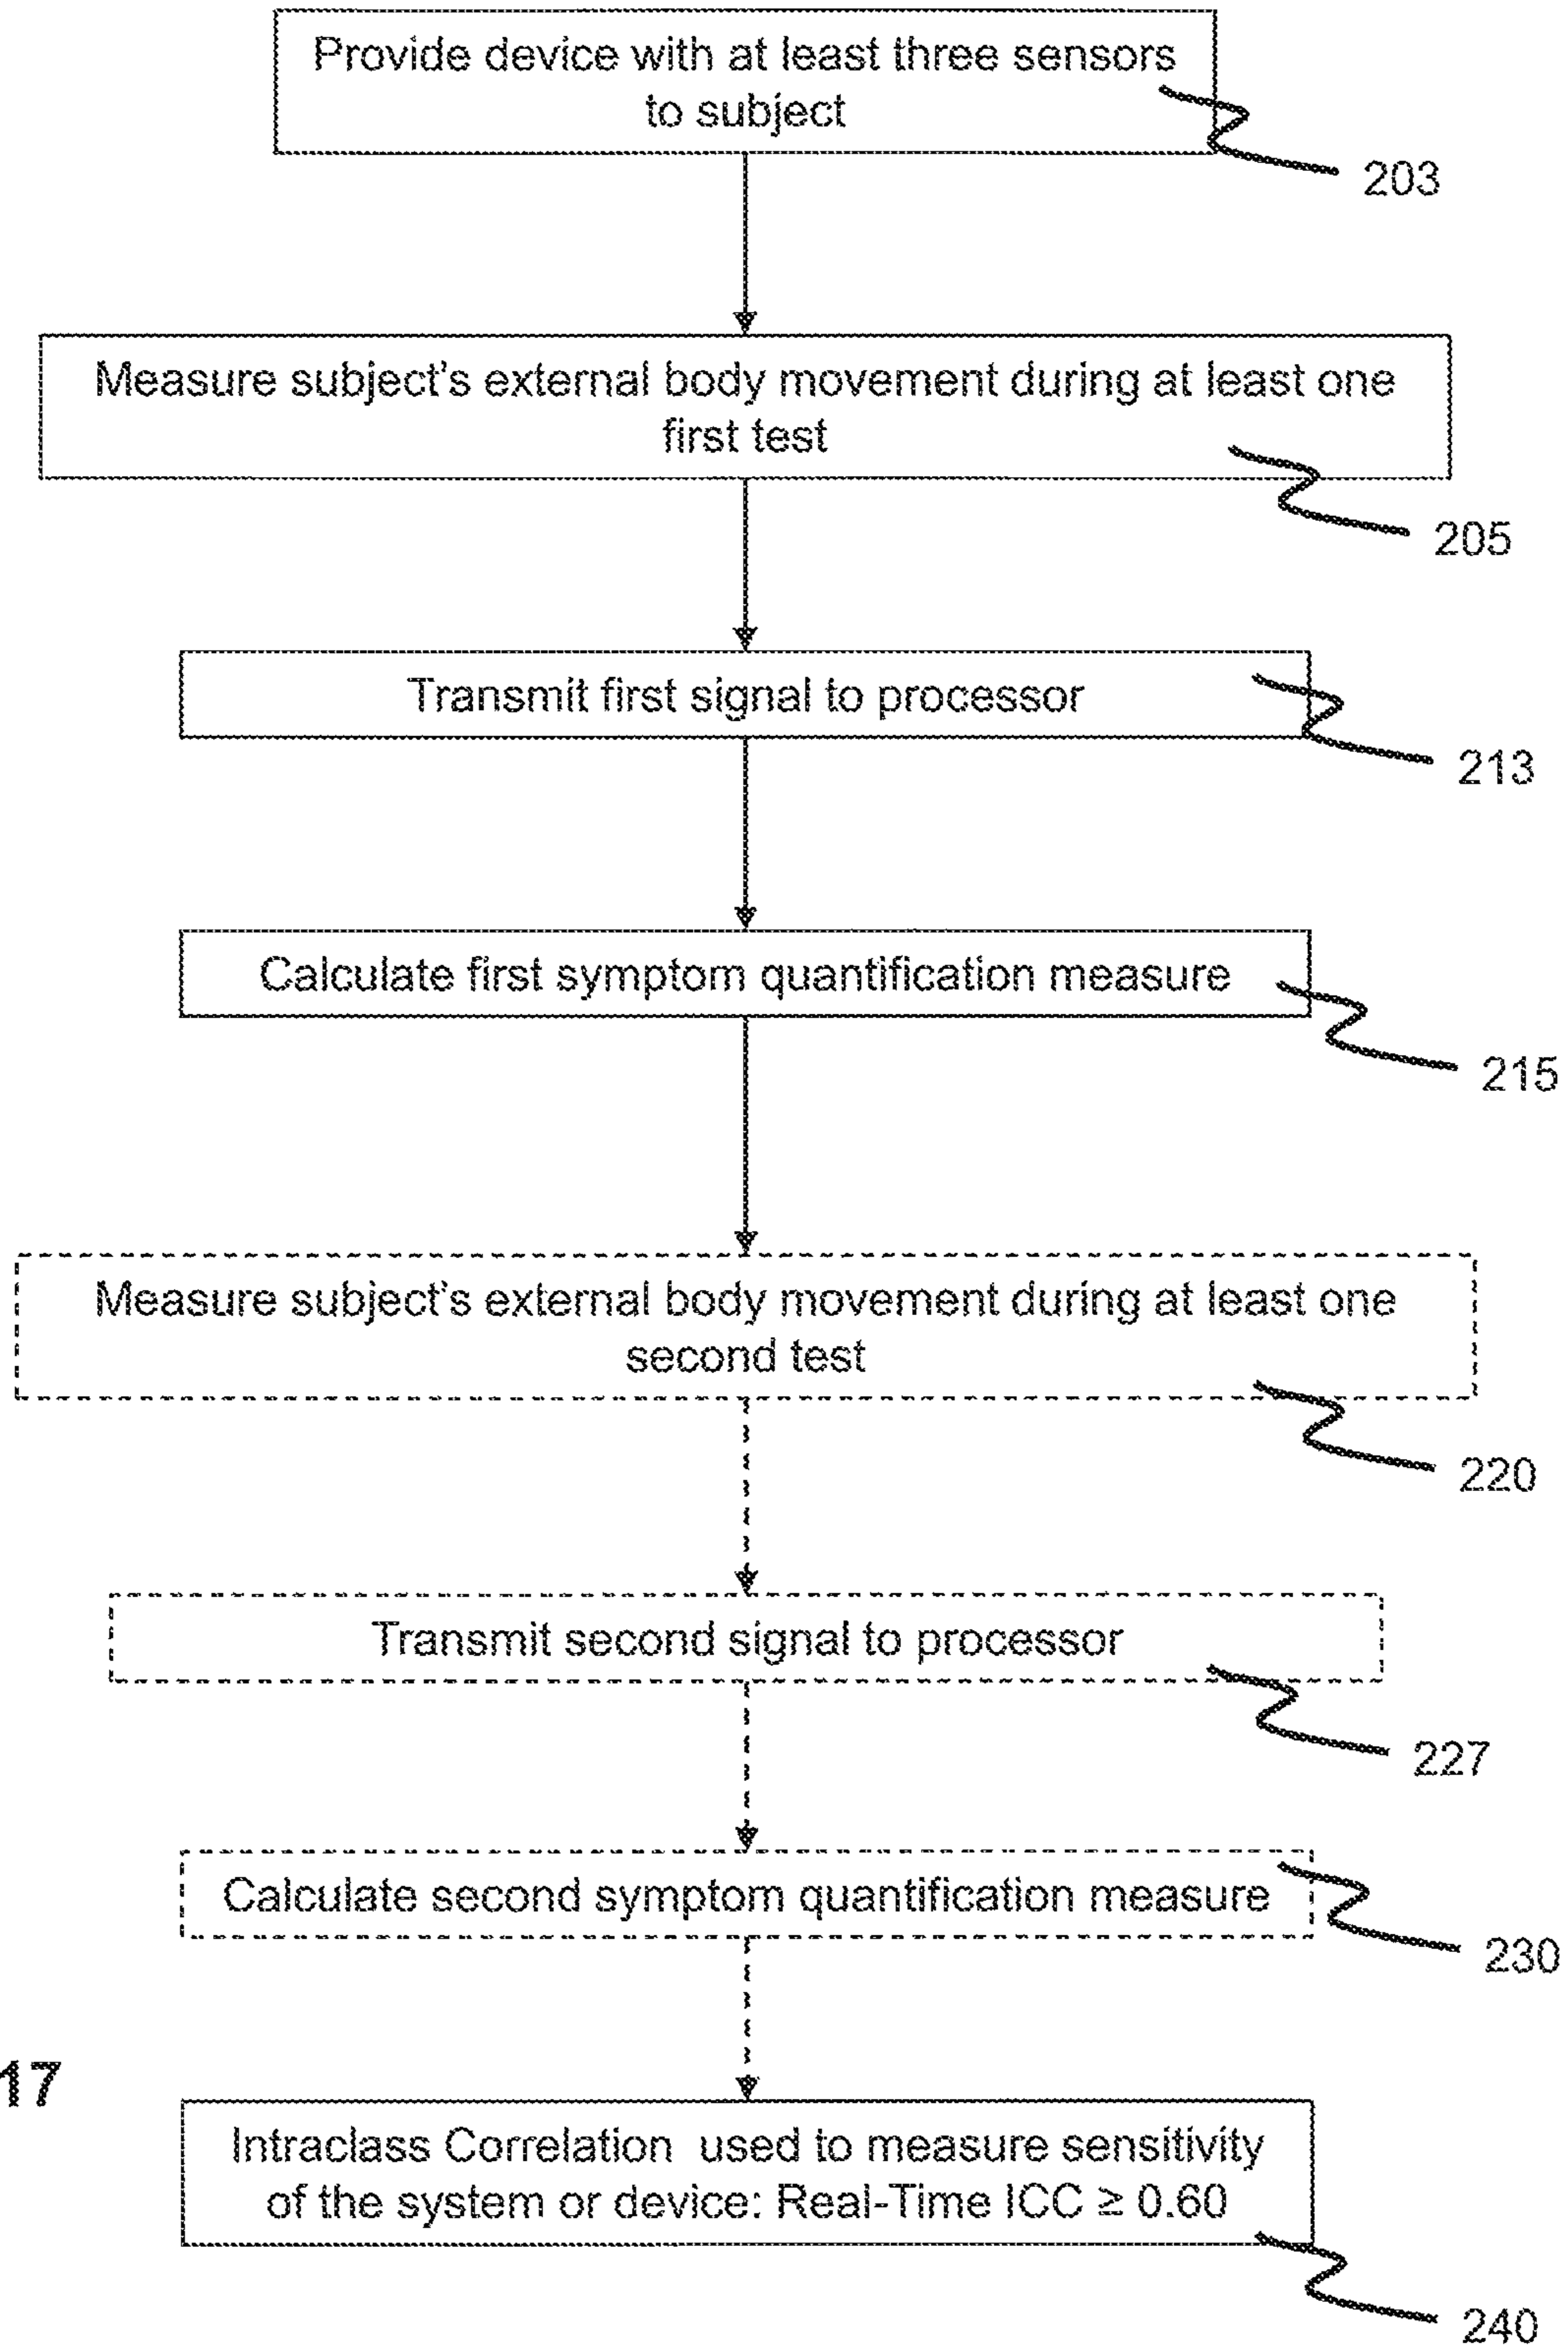 Provide device with at least three sensors
to subject
203
Measure subject's external body movement during at least one
first test
205
Transmit first signal to processor
213
Calculate first symptom quantification measure
215
Measure subject's external body movement during at least one
second test
220
Transmit second signal to processor
227
Calculate second symptom quantification measure
230
17
Intraclass Correlation used to measure sensitivity
of the system or device: Real-Time ICC ≥ 0.60
240